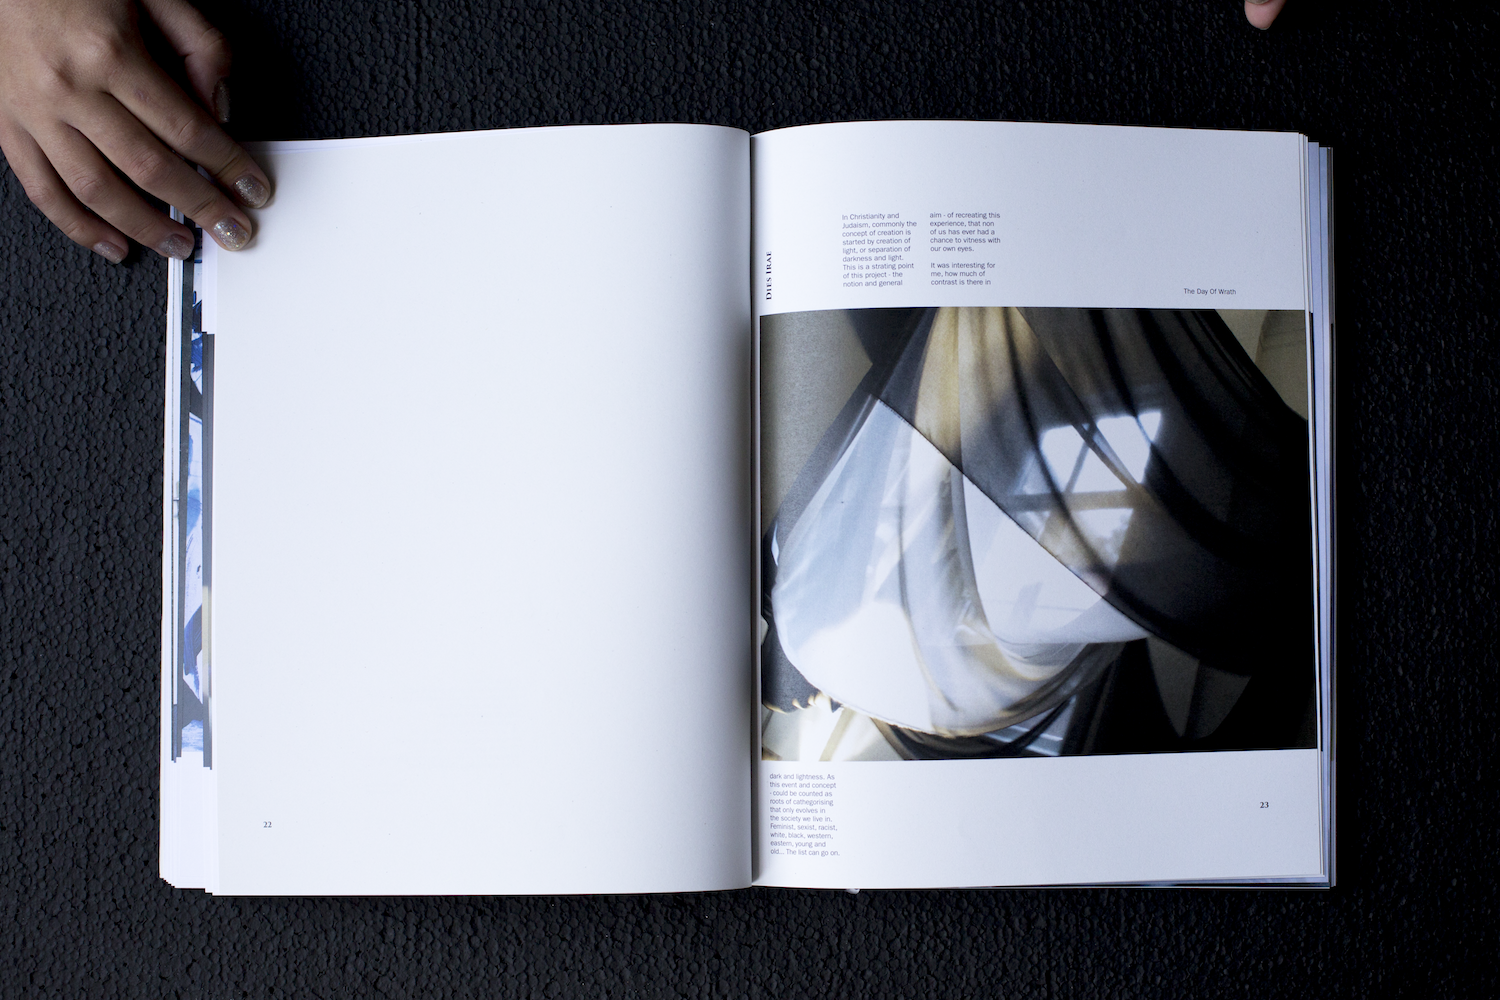 Dies Irae
In Christianity and
Judaism, commonly the
concept of creation is
started by creation of
light, or separation of
darkness and light.
This is a strating point
of this project - the
notion and general
aim - of recreating this
experience, that non
of us has ever had a
chance to vitness with
our own eyes.
It was interesting for
me, how much of
contrast is there in
The Day Of Wrath
dark and lightness. As
this event and concept
- could be counted as
roots of cathegorising
that only evolves in
the society we live in.
Feminist, sexist, racist,
white, black, western,
eastern, young and
old... The list can go on.
22
23